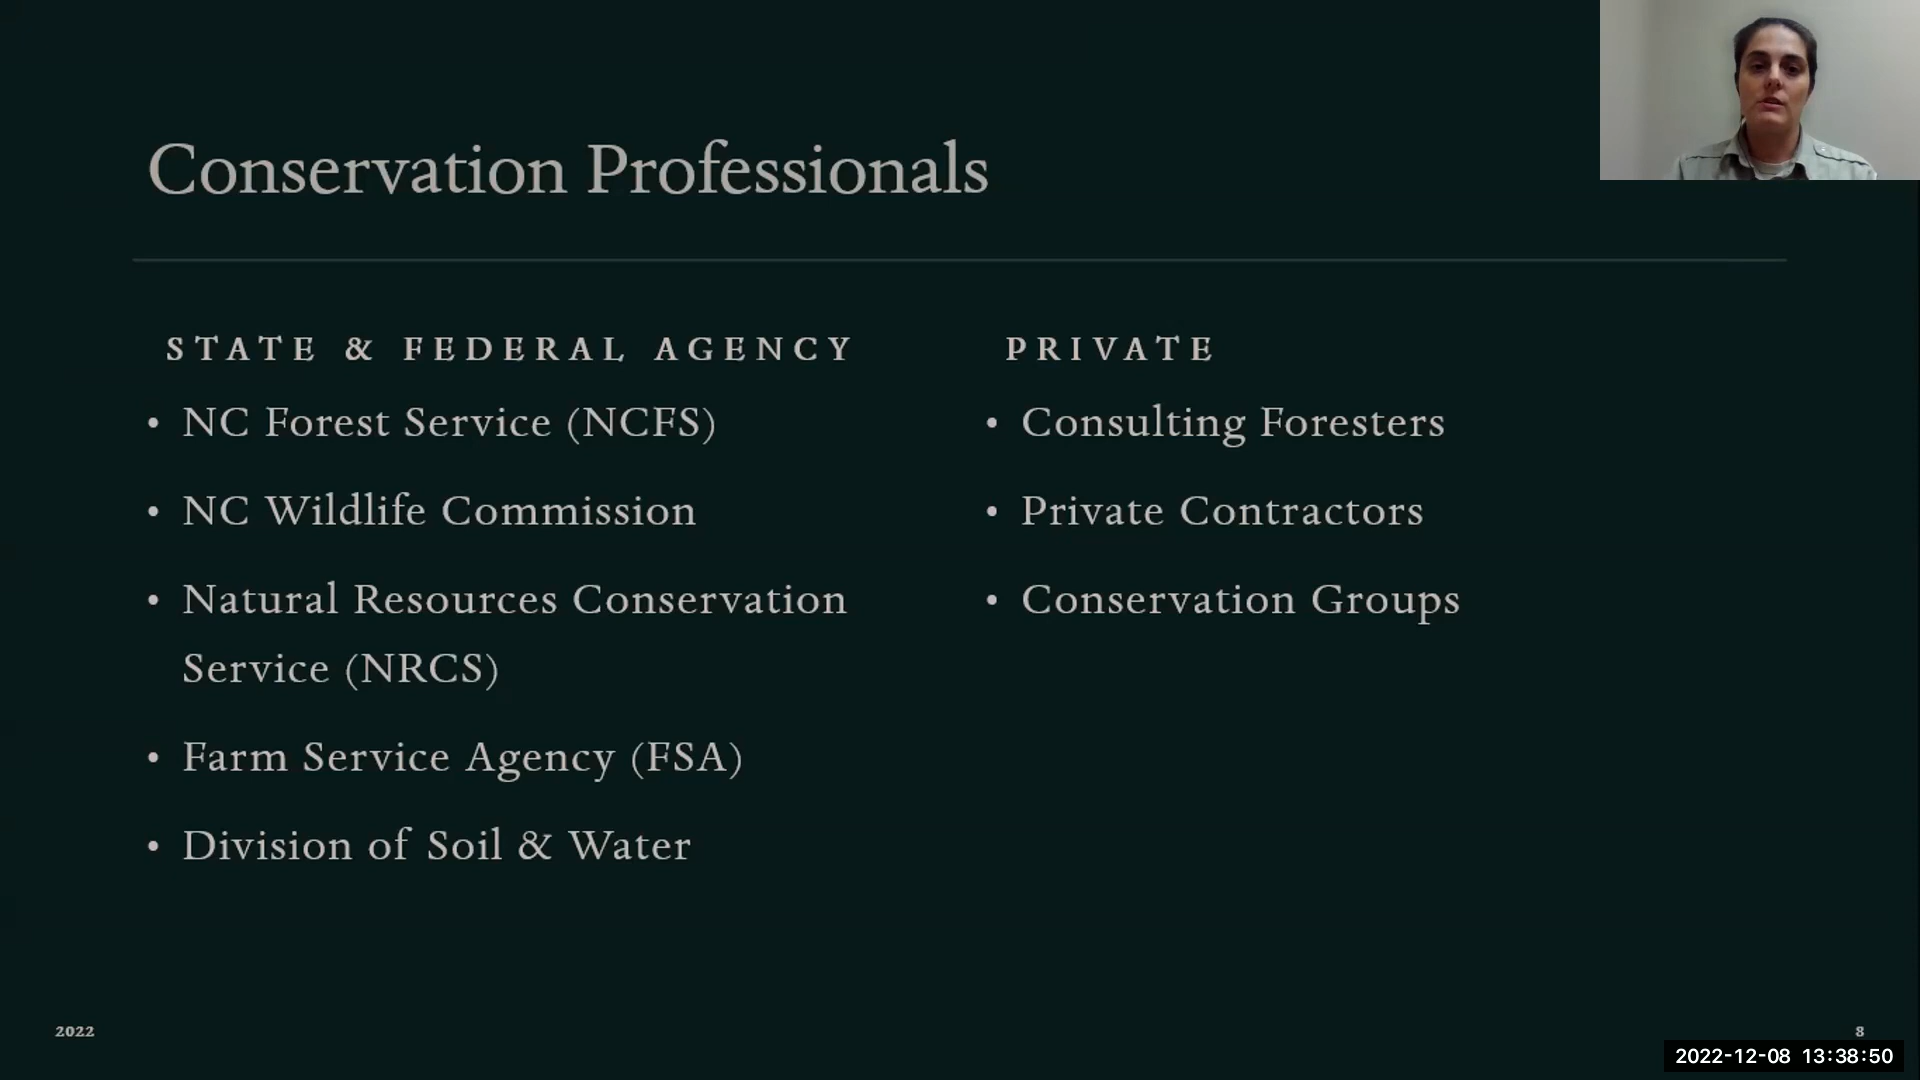 Conservation Professionals
STATE & FEDERAL AGENCY
• NC Forest Service (NCFS)
• NC Wildlife Commission
• Natural Resources Conservation
Service (NRCS)
• Farm Service Agency (FSA)
• Division of Soil & Water
PRIVATE
• Consulting Foresters
• Private Contractors
• Conservation Groups
2022
8
2022-12-08 13:38:50